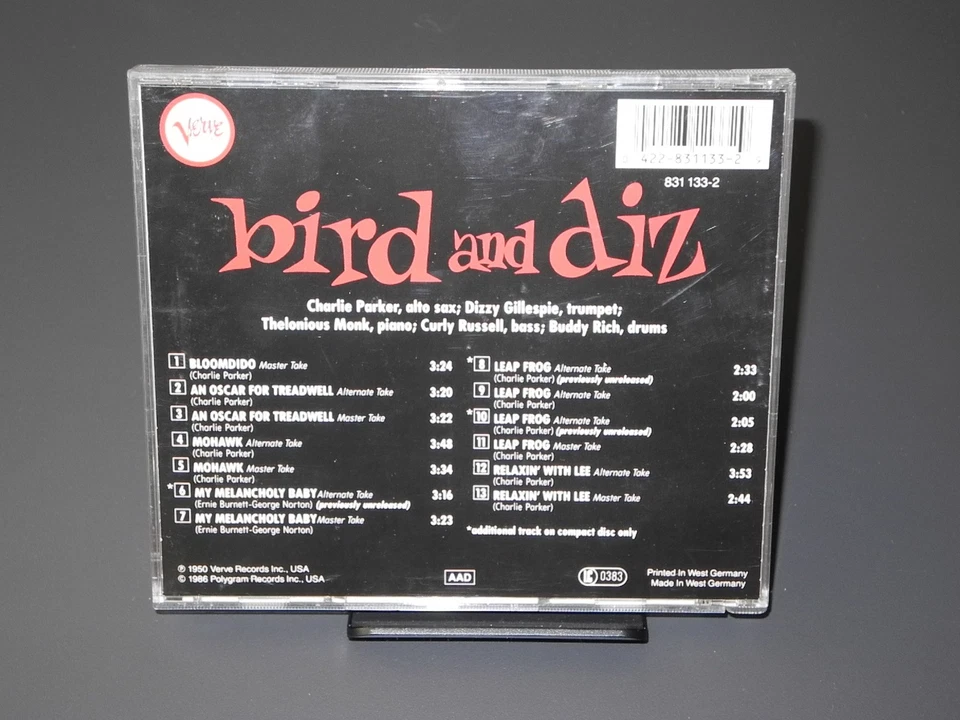 Verve
0 422-831133-2 4
831 133-2
bird and diz
Charlie Parker, alto sax; Dizzy Gillespie, trumpet;
Thelonious Monk, piano; Curly Russell, bass; Buddy Rich, drums
1 BLOOMDIDO Master Take 3:24
(Charlie Parker)
2 AN OSCAR FOR TREADWELL Alternate Take 3:20
(Charlie Parker)
3 AN OSCAR FOR TREADWELL Master Take 3:22
(Charlie Parker)
4 MOHAWK Alternate Take 3:48
(Charlie Parker)
5 MOHAWK Master Take 3:34
(Charlie Parker)
*6 MY MELANCHOLY BABY Alternate Take 3:16
(Ernie Burnett-George Norton) (previously unreleased)
7 MY MELANCHOLY BABY Master Take 3:23
(Ernie Burnett-George Norton)
*8 LEAP FROG Alternate Take 2:33
(Charlie Parker) (previously unreleased)
9 LEAP FROG Alternate Take 2:00
(Charlie Parker)
*10 LEAP FROG Alternate Take 2:05
(Charlie Parker) (previously unreleased)
11 LEAP FROG Master Take 2:28
(Charlie Parker)
12 RELAXIN' WITH LEE Alternate Take 3:53
(Charlie Parker)
13 RELAXIN' WITH LEE Master Take 2:44
(Charlie Parker)
*additional track on compact disc only
℗ 1950 Verve Records Inc., USA
© 1986 Polygram Records Inc., USA
AAD
LC 0383
Printed In West Germany
Made In West Germany